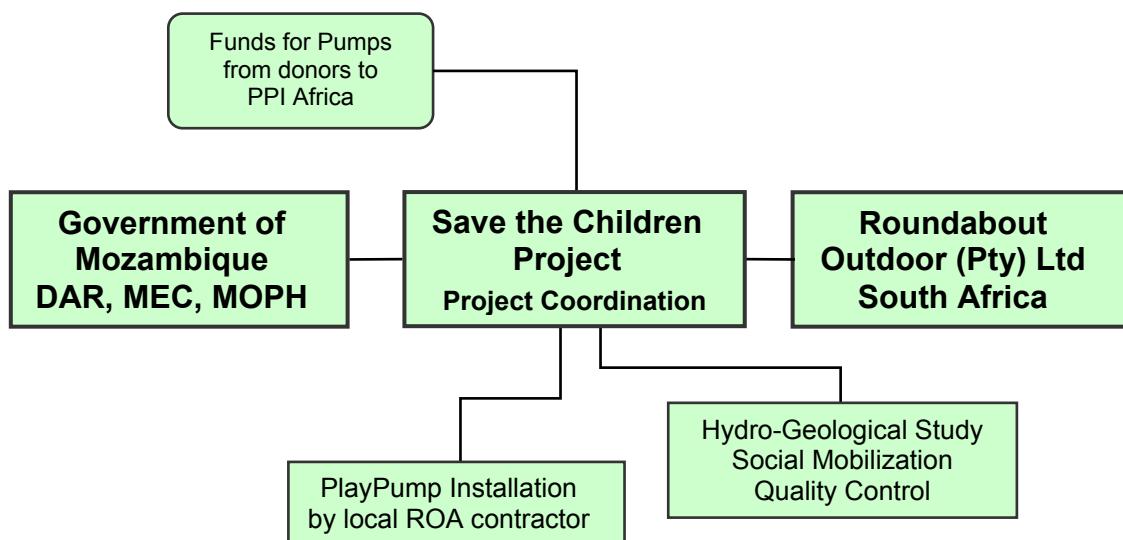 Funds for Pumps
from donors to
PPI Africa
Government of
Mozambique
DAR, MEC, MOPH
Save the Children
Project
Project Coordination
Roundabout
Outdoor (Pty) Ltd
South Africa
PlayPump Installation
by local ROA contractor
Hydro-Geological Study
Social Mobilization
Quality Control